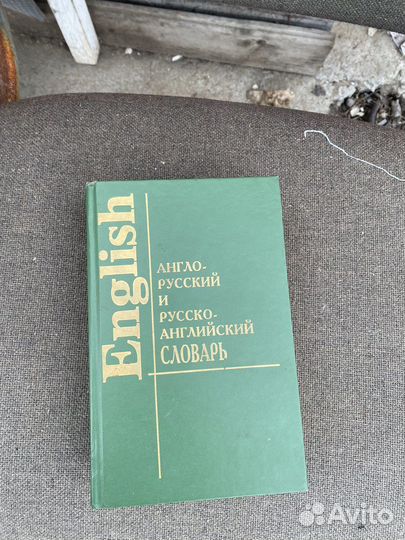 English
АНГЛО-
РУССКИЙ
И
РУССКО-
АНГЛИЙСКИЙ
СЛОВАРЬ
Avito